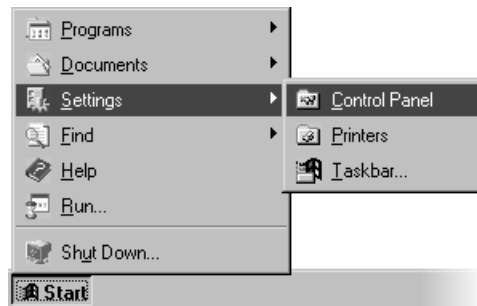 Programs
Documents
Settings
Find
Help
Run...
Shut Down...
Start
Control Panel
Printers
Taskbar...